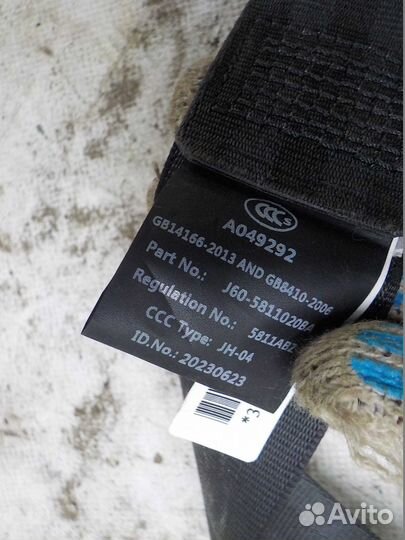 CCC S
A049292
GB14166-2013 AND GB8410-2006
Part No.: J60-5811020BA
Regulation No.:
CCC Type: JH-04
ID.No.: 20230623
*3
Avito